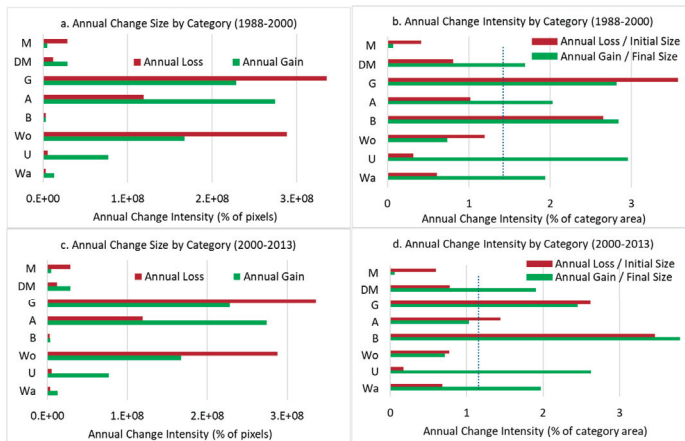 a. Annual Change Size by Category (1988-2000)
M
DM
G
A
B
Wo
U
Wa
Annual Loss
Annual Gain
0.E+00
1.E+08
2.E+08
3.E+08
Annual Change Intensity (% of pixels)
b. Annual Change Intensity by Category (1988-2000)
M
DM
G
A
B
Wo
U
Wa
Annual Loss / Initial Size
Annual Gain / Final Size
0
1
2
3
Annual Change Intensity (% of category area)
c. Annual Change Size by Category (2000-2013)
M
DM
G
A
B
Wo
U
Wa
Annual Loss
Annual Gain
0.E+00
1.E+08
2.E+08
3.E+08
Annual Change Intensity (% of pixels)
d. Annual Change Intensity by Category (2000-2013)
M
DM
G
A
B
Wo
U
Wa
Annual Loss / Initial Size
Annual Gain / Final Size
0
1
2
3
Annual Change Intensity (% of category area)